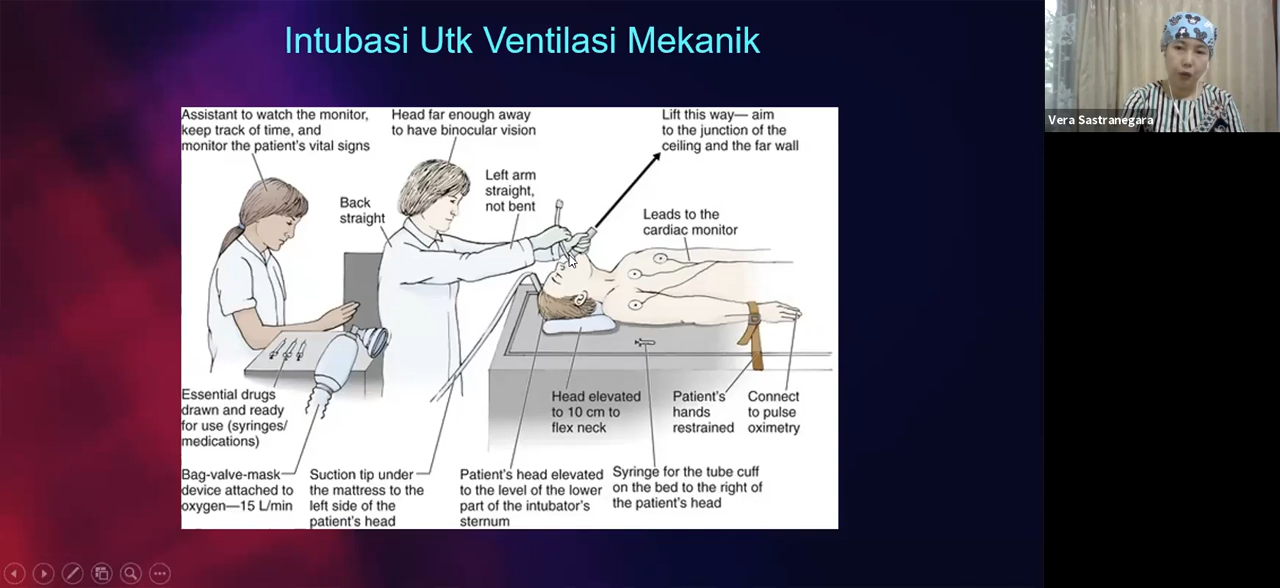 Intubasi Utk Ventilasi Mekanik
Assistant to watch the monitor,
keep track of time, and
monitor the patient's vital signs
Head far enough away
to have binocular vision
Lift this way— aim
to the junction of the
ceiling and the far wall
Back
straight
Left arm
straight,
not bent
Leads to the
cardiac monitor
Essential drugs
drawn and ready
for use (syringes/
medications)
Head elevated
to 10 cm to
flex neck
Patient's
hands
restrained
Connect
to pulse
oximetry
Bag-valve-mask
device attached to
oxygen—15 L/min
Suction tip under
the mattress to the
left side of the
patient's head
Patient's head elevated
to the level of the lower
part of the intubator's
sternum
Syringe for the tube cuff
on the bed to the right of
the patient's head
Vera Sastranegara